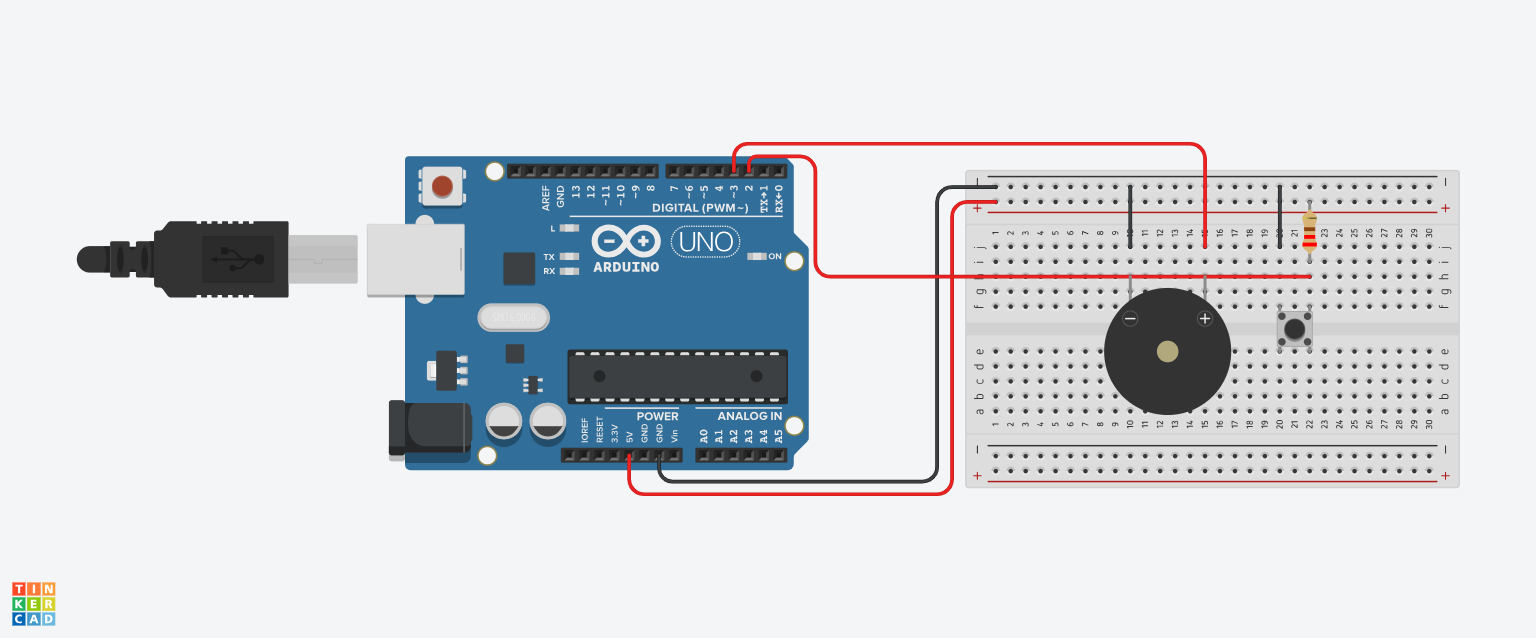 AREF
GND
13
12
~11
~10
~9
8
7
~6
~5
4
~3
2
TX→1
RX←0
DIGITAL (PWM~)
L
TX
RX
ARDUINO
UNO
ON
POWER
ANALOG IN
IOREF
RESET
3.3V
5V
GND
GND
Vin
A0
A1
A2
A3
A4
A5
− −
+ +
1 2 3 4 5 6 7 8 9 10 11 12 13 14 15 16 17 18 19 20 21 22 23 24 25 26 27 28 29 30
j j
i i
h h
g g
f f
− +
e e
d d
c c
b b
a a
1 2 3 4 5 6 7 8 9 10 11 12 13 14 15 16 17 18 19 20 21 22 23 24 25 26 27 28 29 30
− −
+ +
TIN
KER
CAD